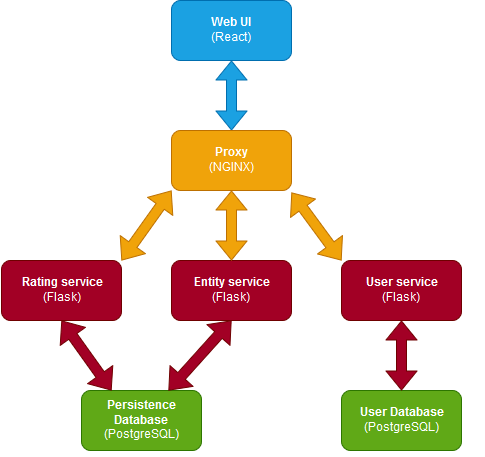 Web UI
(React)
Proxy
(NGINX)
Rating service
(Flask)
Entity service
(Flask)
User service
(Flask)
Persistence
Database
(PostgreSQL)
User Database
(PostgreSQL)